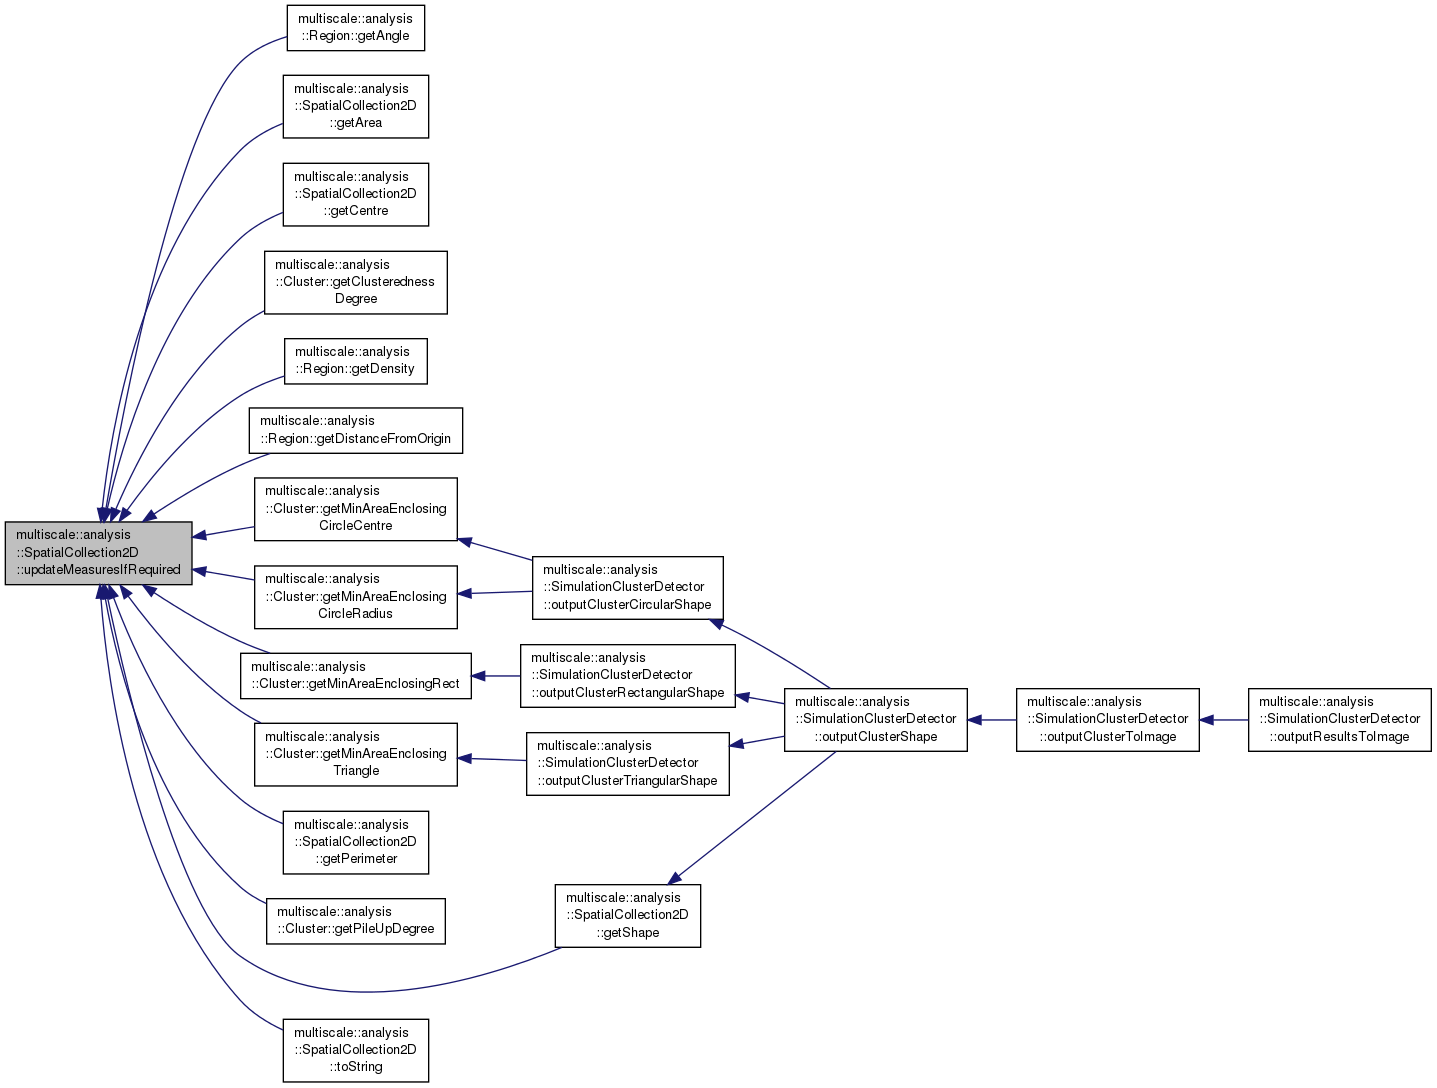 multiscale::analysis
::Region::getAngle
multiscale::analysis
::SpatialCollection2D
::getArea
multiscale::analysis
::SpatialCollection2D
::getCentre
multiscale::analysis
::Cluster::getClusteredness
Degree
multiscale::analysis
::Region::getDensity
multiscale::analysis
::Region::getDistanceFromOrigin
multiscale::analysis
::Cluster::getMinAreaEnclosing
CircleCentre
multiscale::analysis
::SpatialCollection2D
::updateMeasuresIfRequired
multiscale::analysis
::Cluster::getMinAreaEnclosing
CircleRadius
multiscale::analysis
::SimulationClusterDetector
::outputClusterCircularShape
multiscale::analysis
::Cluster::getMinAreaEnclosingRect
multiscale::analysis
::SimulationClusterDetector
::outputClusterRectangularShape
multiscale::analysis
::Cluster::getMinAreaEnclosing
Triangle
multiscale::analysis
::SimulationClusterDetector
::outputClusterTriangularShape
multiscale::analysis
::SimulationClusterDetector
::outputClusterShape
multiscale::analysis
::SimulationClusterDetector
::outputClusterToImage
multiscale::analysis
::SimulationClusterDetector
::outputResultsToImage
multiscale::analysis
::SpatialCollection2D
::getPerimeter
multiscale::analysis
::Cluster::getPileUpDegree
multiscale::analysis
::SpatialCollection2D
::getShape
multiscale::analysis
::SpatialCollection2D
::toString